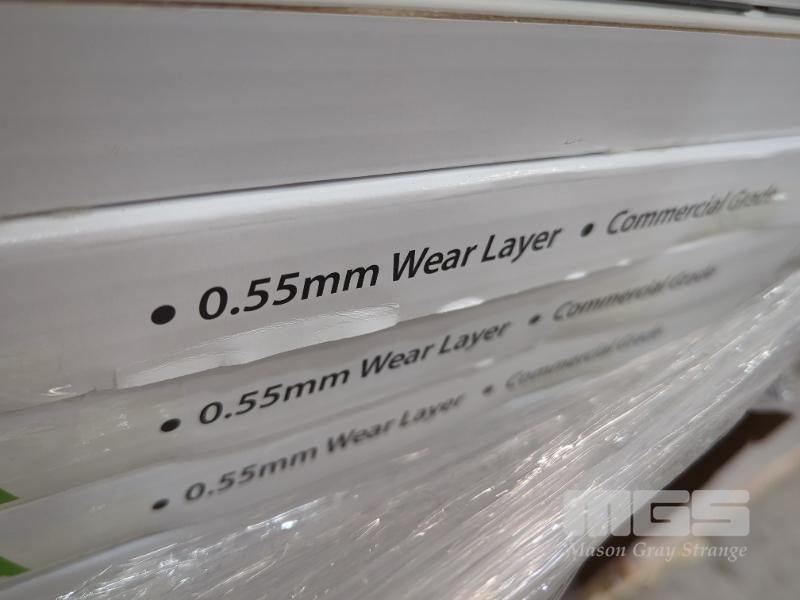 • 0.55mm Wear Layer • Commercial Grade
• 0.55mm Wear Layer • Commercial Grade
• 0.55mm Wear Layer • Commercial Grade
MGS
Mason Gray Strange